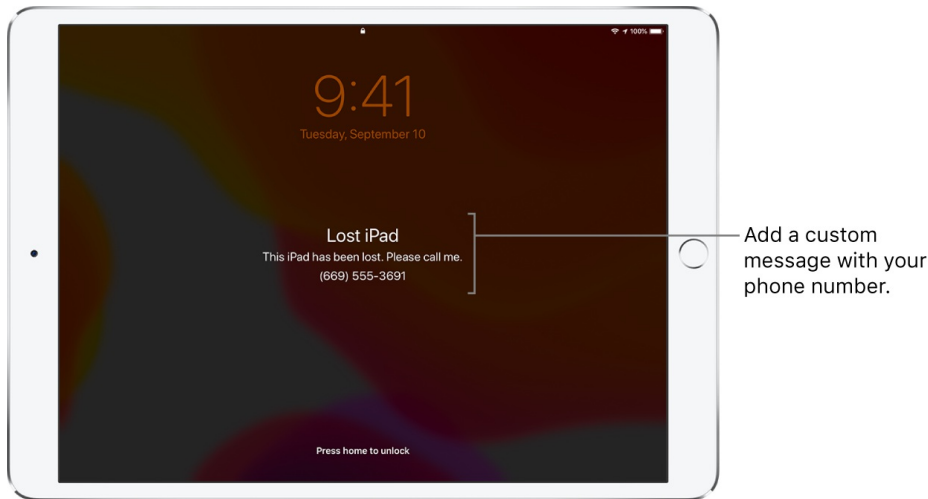 100%
9:41
Tuesday, September 10
Lost iPad
This iPad has been lost. Please call me.
(669) 555-3691
Press home to unlock
Add a custom
message with your
phone number.